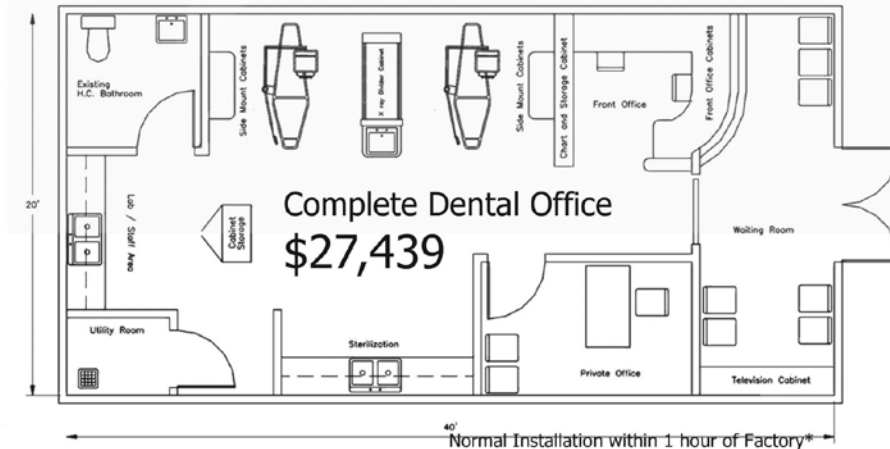 Existing
H.C. Bathroom
Side Mount Cabinets
X ray Slider Cabinet
Side Mount Cabinets
Chart and Storage Cabinet
Front Office
Front Office Cabinets
20'
Lab / Staff Area
Cabinet
Storage
Complete Dental Office
$27,439
Waiting Room
Utility Room
Sterilization
Private Office
Television Cabinet
40'
Normal Installation within 1 hour of Factory*